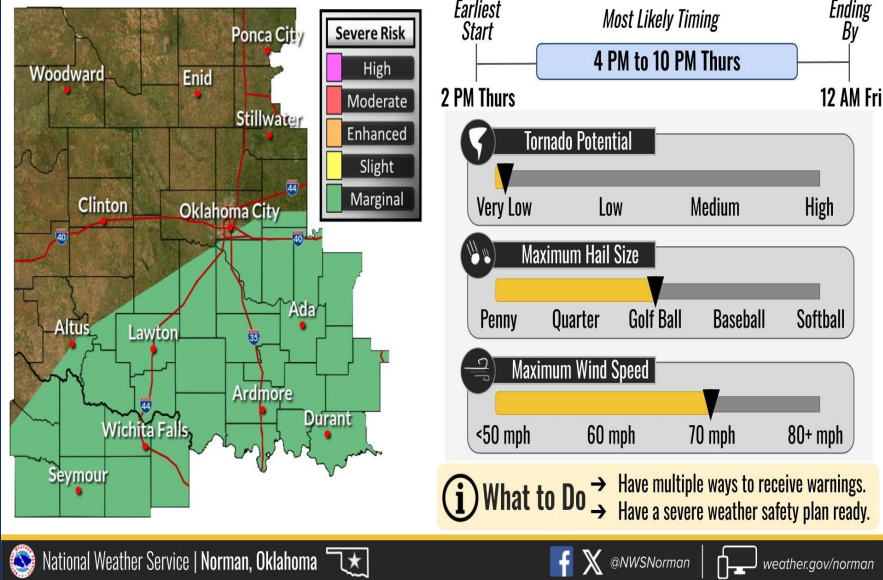 Ponca City
Woodward
Enid
Stillwater
44
Clinton
Oklahoma City
40
40
Altus
Lawton
Ada
35
44
Ardmore
Wichita Falls
Durant
Seymour
Severe Risk
High
Moderate
Enhanced
Slight
Marginal
Earliest
Start
Most Likely Timing
Ending
By
4 PM to 10 PM Thurs
2 PM Thurs
12 AM Fri
Tornado Potential
Very Low
Low
Medium
High
Maximum Hail Size
Penny
Quarter
Golf Ball
Baseball
Softball
Maximum Wind Speed
<50 mph
60 mph
70 mph
80+ mph
What to Do
→ Have multiple ways to receive warnings.
→ Have a severe weather safety plan ready.
National Weather Service | Norman, Oklahoma
@NWSNorman
weather.gov/norman